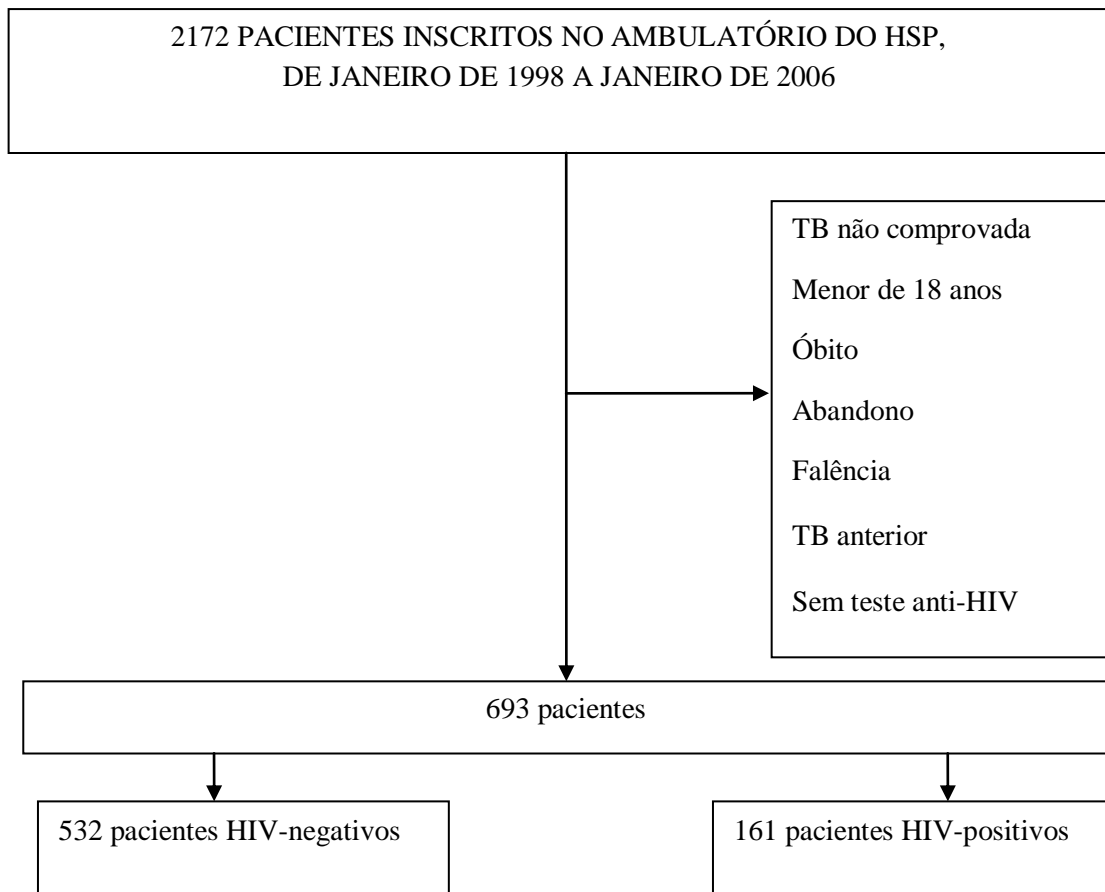 2172 PACIENTES INSCRITOS NO AMBULATÓRIO DO HSP,
DE JANEIRO DE 1998 A JANEIRO DE 2006
TB não comprovada
Menor de 18 anos
Óbito
Abandono
Falência
TB anterior
Sem teste anti-HIV
693 pacientes
532 pacientes HIV-negativos
161 pacientes HIV-positivos